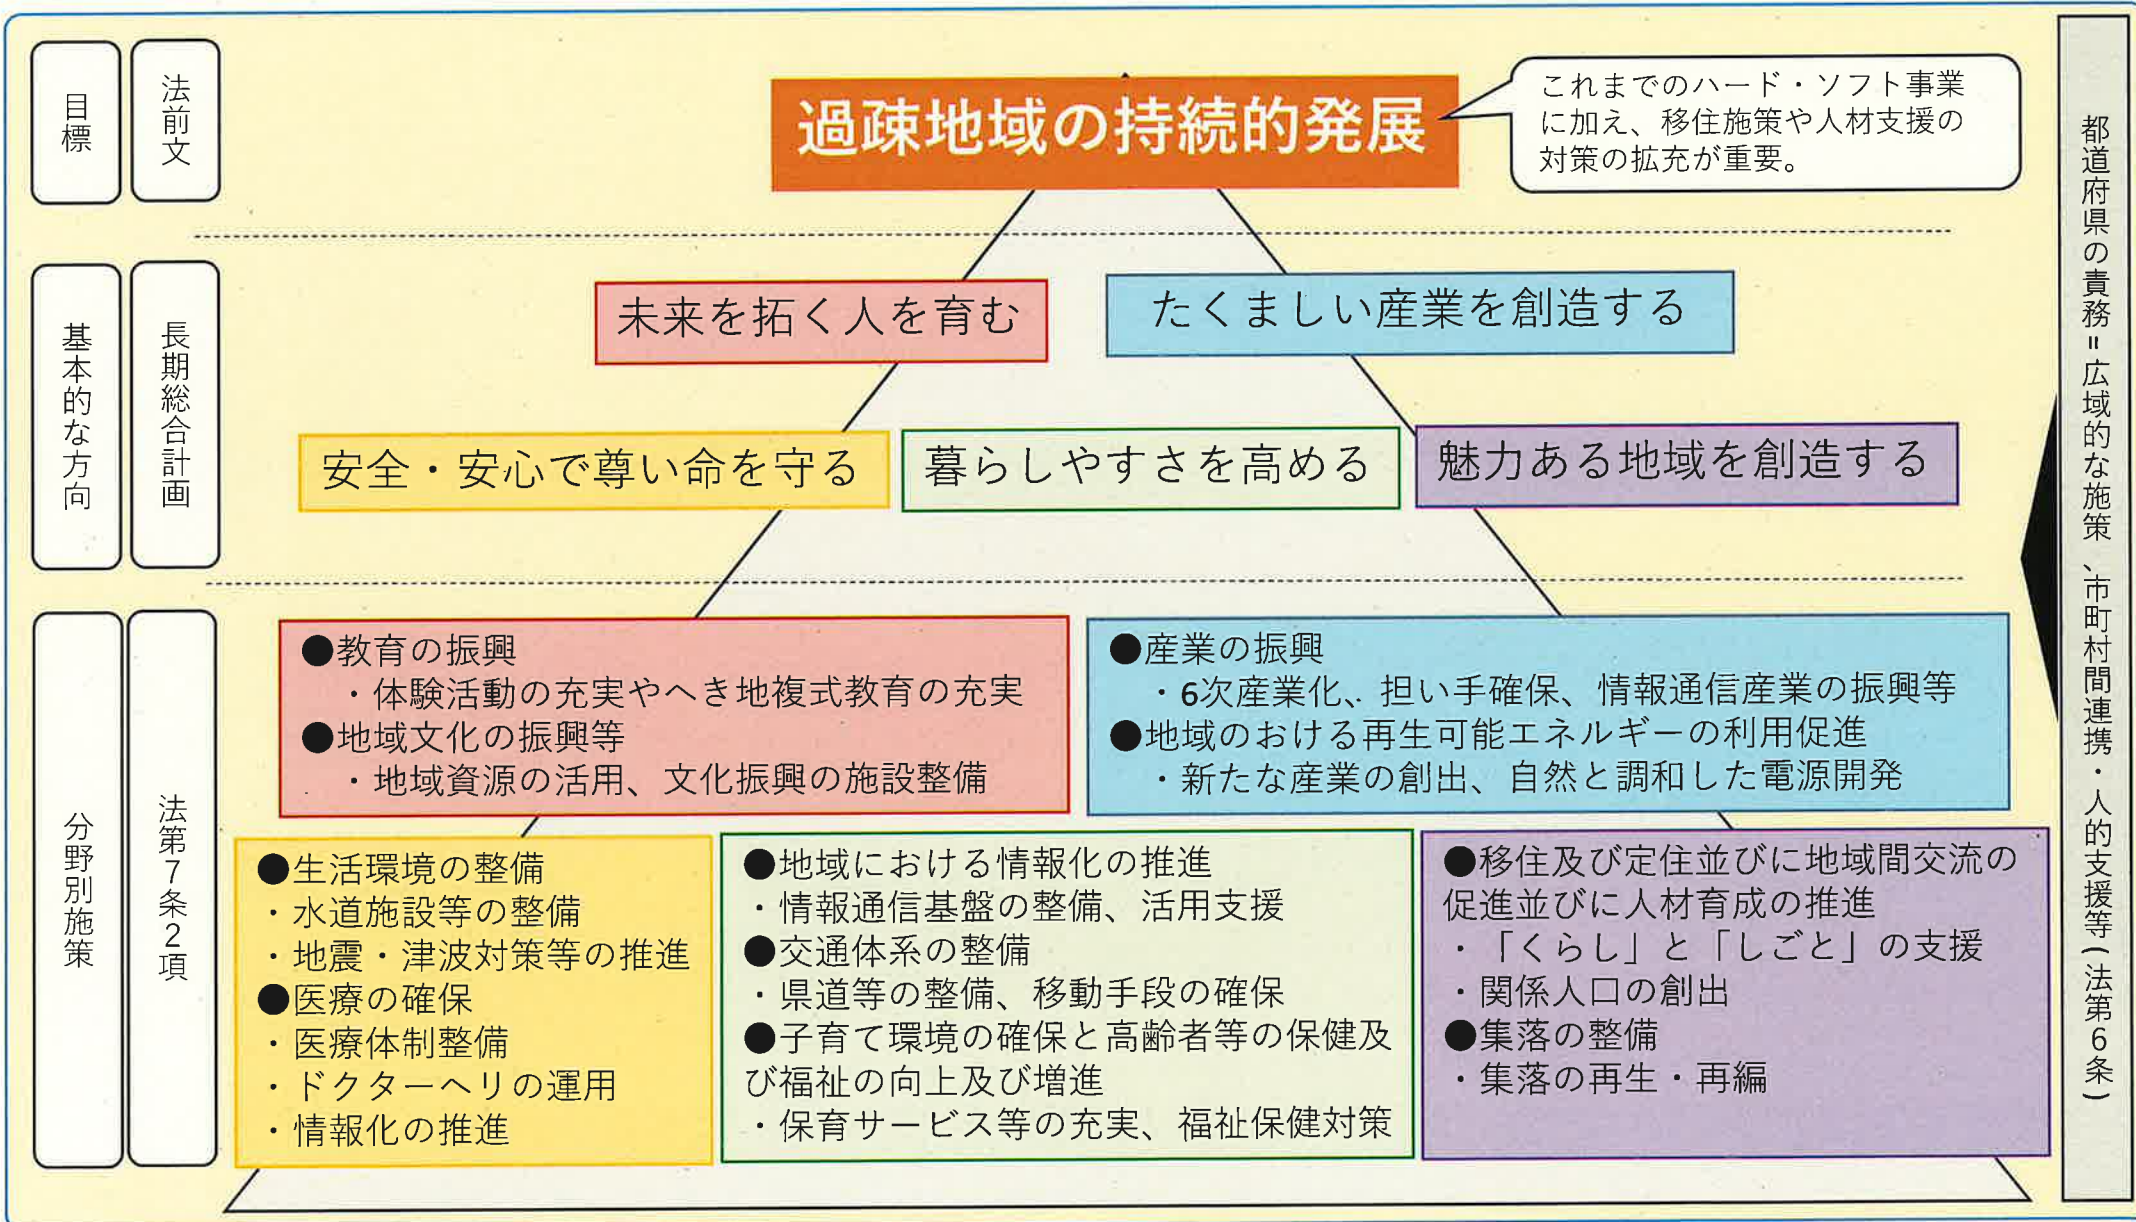 目標
法前文
過疎地域の持続的発展
これまでのハード・ソフト事業
に加え、移住施策や人材支援の
対策の拡充が重要。
基本的な方向
長期総合計画
未来を拓く人を育む
たくましい産業を創造する
安全・安心で尊い命を守る
暮らしやすさを高める
魅力ある地域を創造する
分野別施策
法第7条2項
●教育の振興
・体験活動の充実やへき地複式教育の充実
●地域文化の振興等
・地域資源の活用、文化振興の施設整備
●産業の振興
・6次産業化、担い手確保、情報通信産業の振興等
●地域のおける再生可能エネルギーの利用促進
・新たな産業の創出、自然と調和した電源開発
●生活環境の整備
・水道施設等の整備
・地震・津波対策等の推進
●医療の確保
・医療体制整備
・ドクターヘリの運用
・情報化の推進
●地域における情報化の推進
・情報通信基盤の整備、活用支援
●交通体系の整備
・県道等の整備、移動手段の確保
●子育て環境の確保と高齢者等の保健及
び福祉の向上及び増進
・保育サービス等の充実、福祉保健対策
●移住及び定住並びに地域間交流の
促進並びに人材育成の推進
・「くらし」と「しごと」の支援
・関係人口の創出
●集落の整備
・集落の再生・再編
都道府県の責務=広域的な施策、市町村間連携・人的支援等(法第6条)